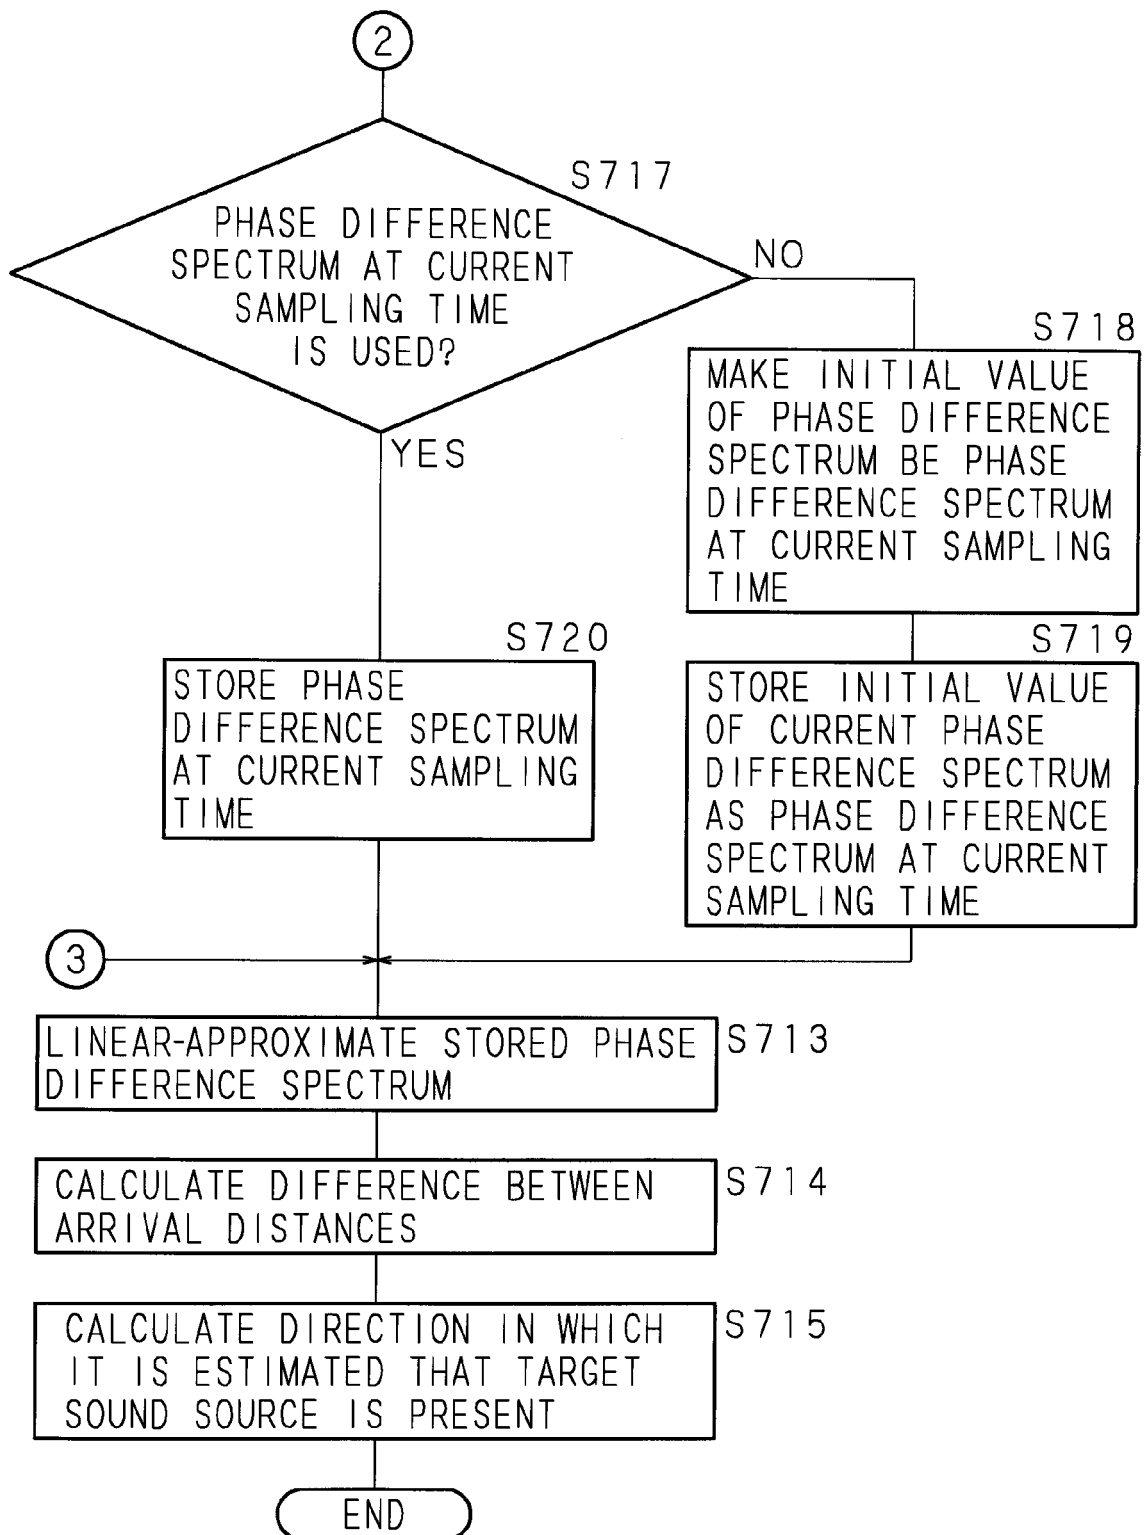 2
S717
PHASE DIFFERENCE
SPECTRUM AT CURRENT
SAMPLING TIME
IS USED?
NO
YES
S718
MAKE INITIAL VALUE
OF PHASE DIFFERENCE
SPECTRUM BE PHASE
DIFFERENCE SPECTRUM
AT CURRENT SAMPLING
TIME
S719
STORE INITIAL VALUE
OF CURRENT PHASE
DIFFERENCE SPECTRUM
AS PHASE DIFFERENCE
SPECTRUM AT CURRENT
SAMPLING TIME
S720
STORE PHASE
DIFFERENCE SPECTRUM
AT CURRENT SAMPLING
TIME
3
LINEAR-APPROXIMATE STORED PHASE
DIFFERENCE SPECTRUM
S713
CALCULATE DIFFERENCE BETWEEN
ARRIVAL DISTANCES
S714
CALCULATE DIRECTION IN WHICH
IT IS ESTIMATED THAT TARGET
SOUND SOURCE IS PRESENT
S715
END